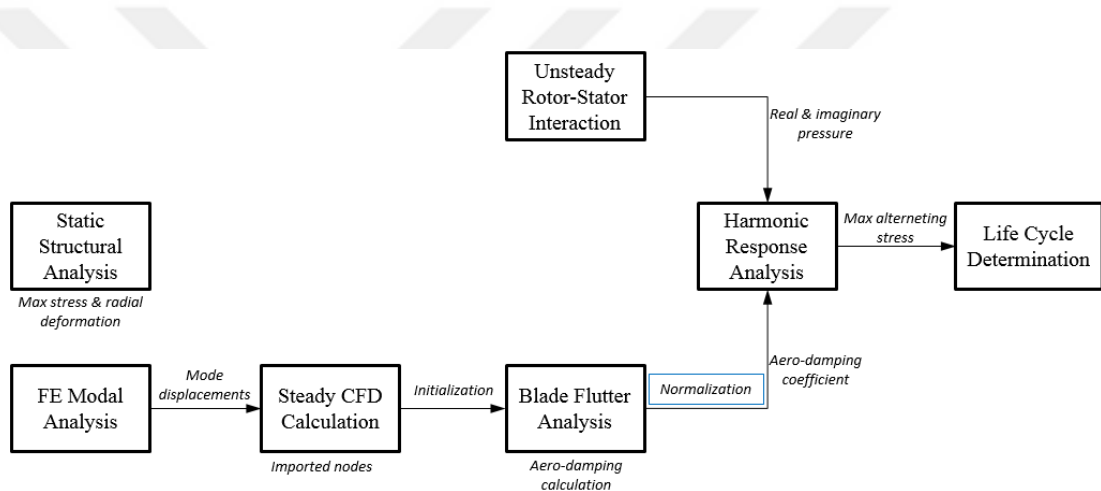 Unsteady
Rotor-Stator
Interaction
Real & imaginary
pressure
Static
Structural
Analysis
Max stress & radial
deformation
Harmonic
Response
Analysis
Max alterneting
stress
Life Cycle
Determination
FE Modal
Analysis
Mode
displacements
Steady CFD
Calculation
Imported nodes
Initialization
Blade Flutter
Analysis
Aero-damping
calculation
Normalization
Aero-damping
coefficient